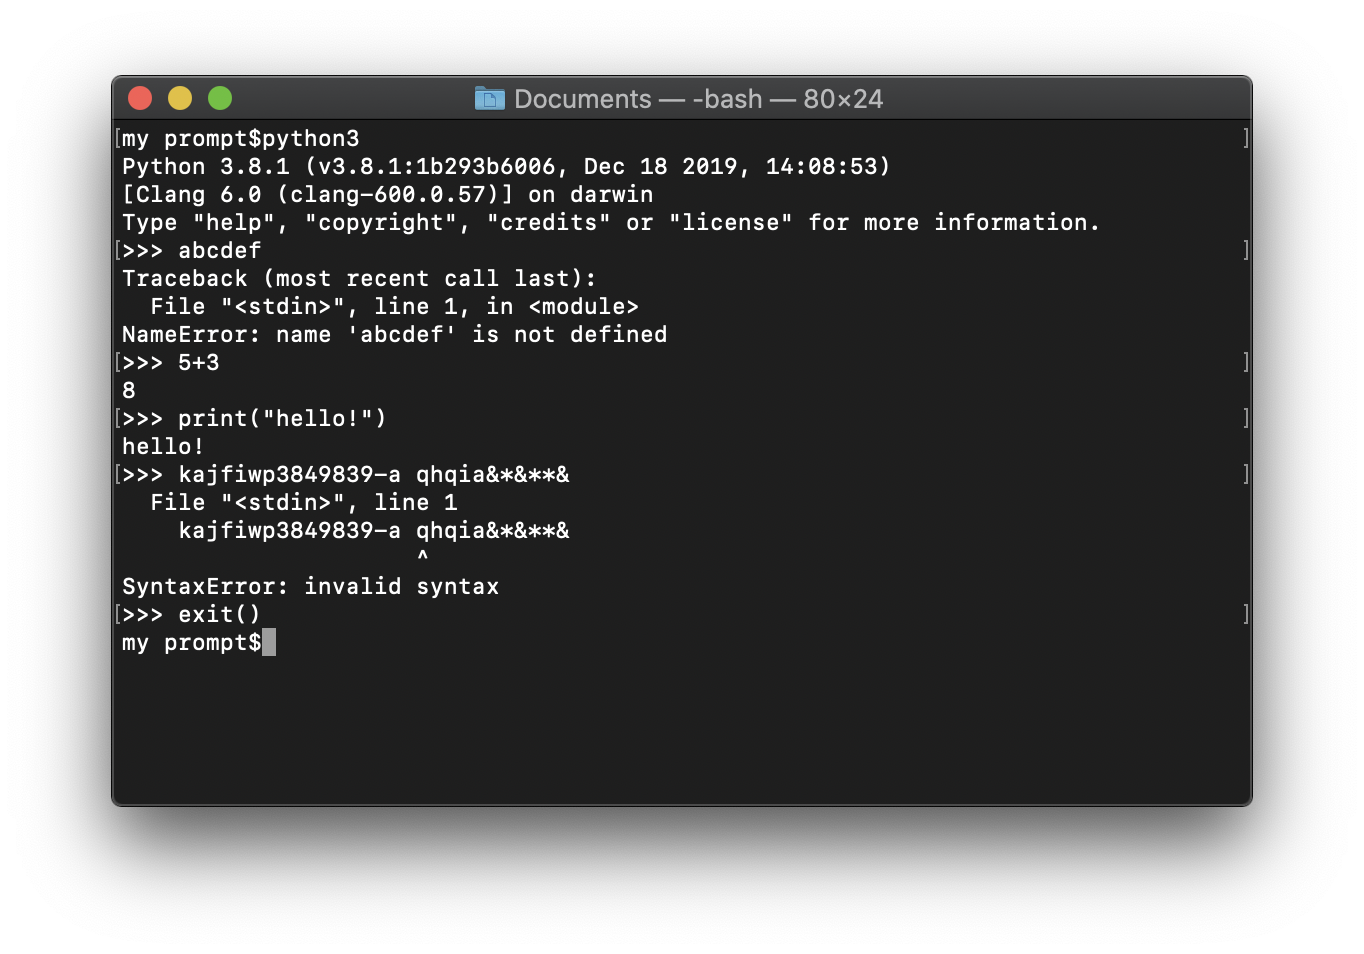 Documents — -bash — 80×24
[my prompt$python3 ]
Python 3.8.1 (v3.8.1:1b293b6006, Dec 18 2019, 14:08:53)
[Clang 6.0 (clang-600.0.57)] on darwin
Type "help", "copyright", "credits" or "license" for more information.
[>>> abcdef ]
Traceback (most recent call last):
  File "<stdin>", line 1, in <module>
NameError: name 'abcdef' is not defined
[>>> 5+3 ]
8
[>>> print("hello!") ]
hello!
[>>> kajfiwp3849839-a qhqia&*&**& ]
  File "<stdin>", line 1
    kajfiwp3849839-a qhqia&*&**&
                     ^
SyntaxError: invalid syntax
[>>> exit() ]
my prompt$